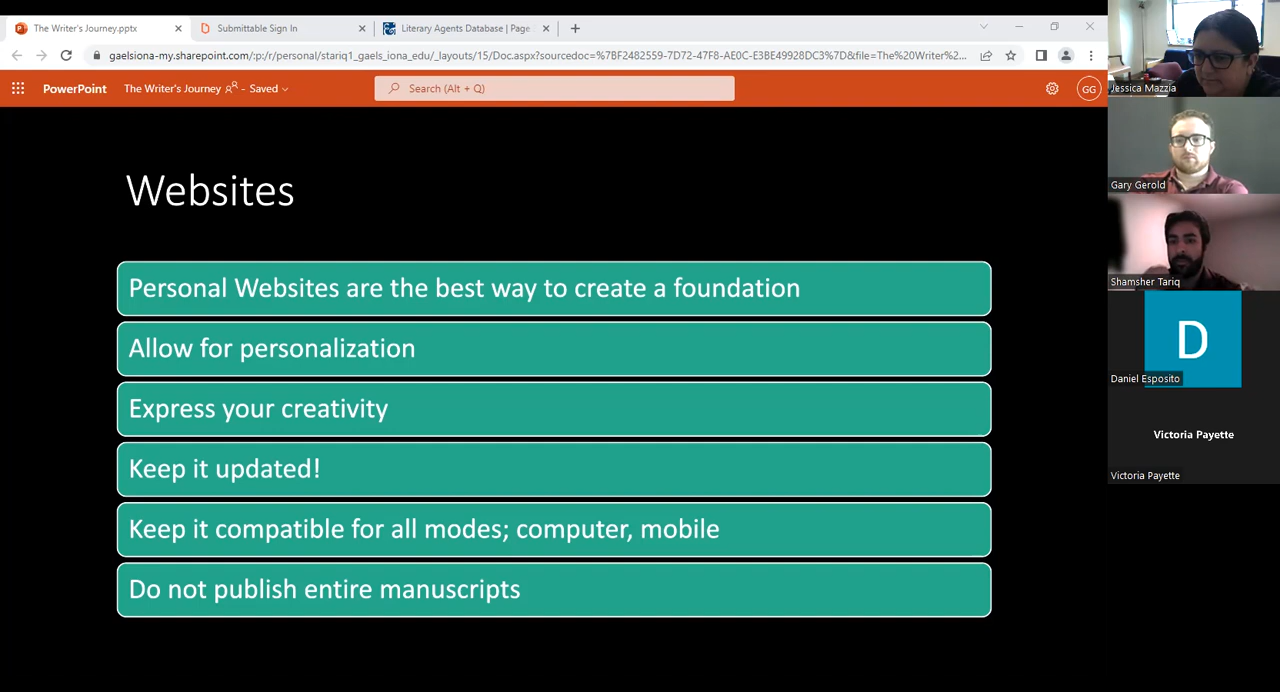 The Writer's Journey.pptx
Submittable Sign In
Literary Agents Database | Page
gaelsiona-my.sharepoint.com/:p:/r/personal/stariq1_gaels_iona_edu/_layouts/15/Doc.aspx?sourcedoc=%7BF2482559-7D72-47F8-AE0C-E3BE49928DC3%7D&file=The%20Writer%2...
PowerPoint
The Writer's Journey - Saved
Search (Alt + Q)
GG
Websites
Personal Websites are the best way to create a foundation
Allow for personalization
Express your creativity
Keep it updated!
Keep it compatible for all modes; computer, mobile
Do not publish entire manuscripts
Jessica Mazzia
Gary Gerold
Shamsher Tariq
D
Daniel Esposito
Victoria Payette
Victoria Payette